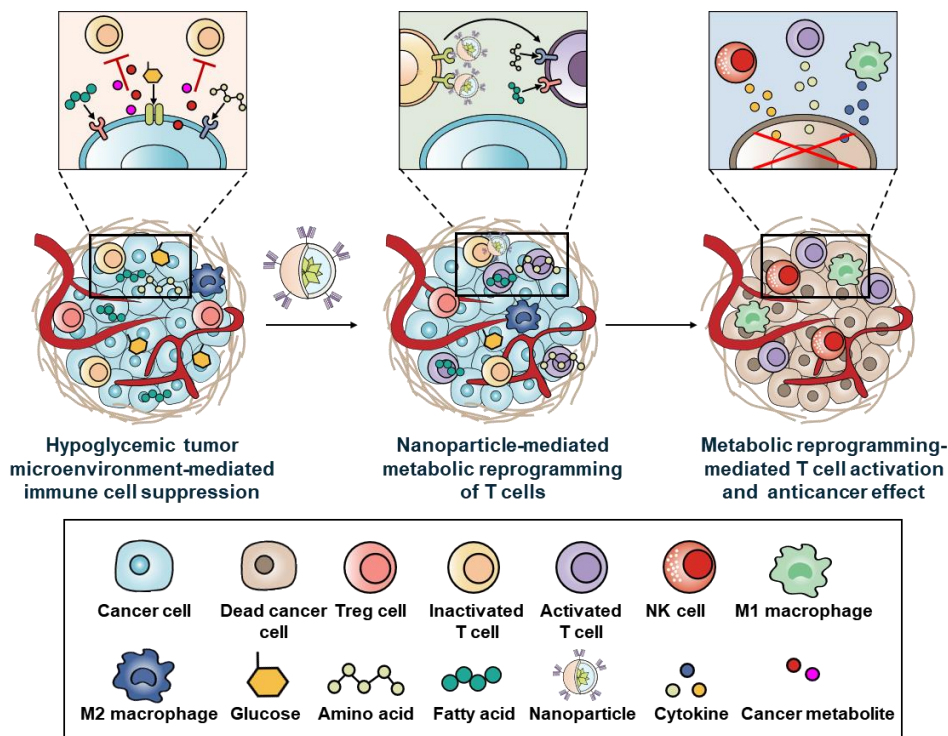 Hypoglycemic tumor
microenvironment-mediated
immune cell suppression
Nanoparticle-mediated
metabolic reprogramming
of T cells
Metabolic reprogramming-
mediated T cell activation
and anticancer effect
Cancer cell
Dead cancer
cell
Treg cell
Inactivated
T cell
Activated
T cell
NK cell
M1 macrophage
M2 macrophage
Glucose
Amino acid
Fatty acid
Nanoparticle
Cytokine
Cancer metabolite